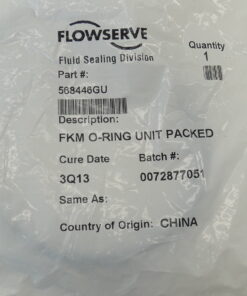 FLOWSERVE
Fluid Sealing Division
Quantity
1
Part #:
568446GU
Description:
FKM O-RING UNIT PACKED
Cure Date Batch #:
3Q13 0072877051
Same As:
Country of Origin: CHINA